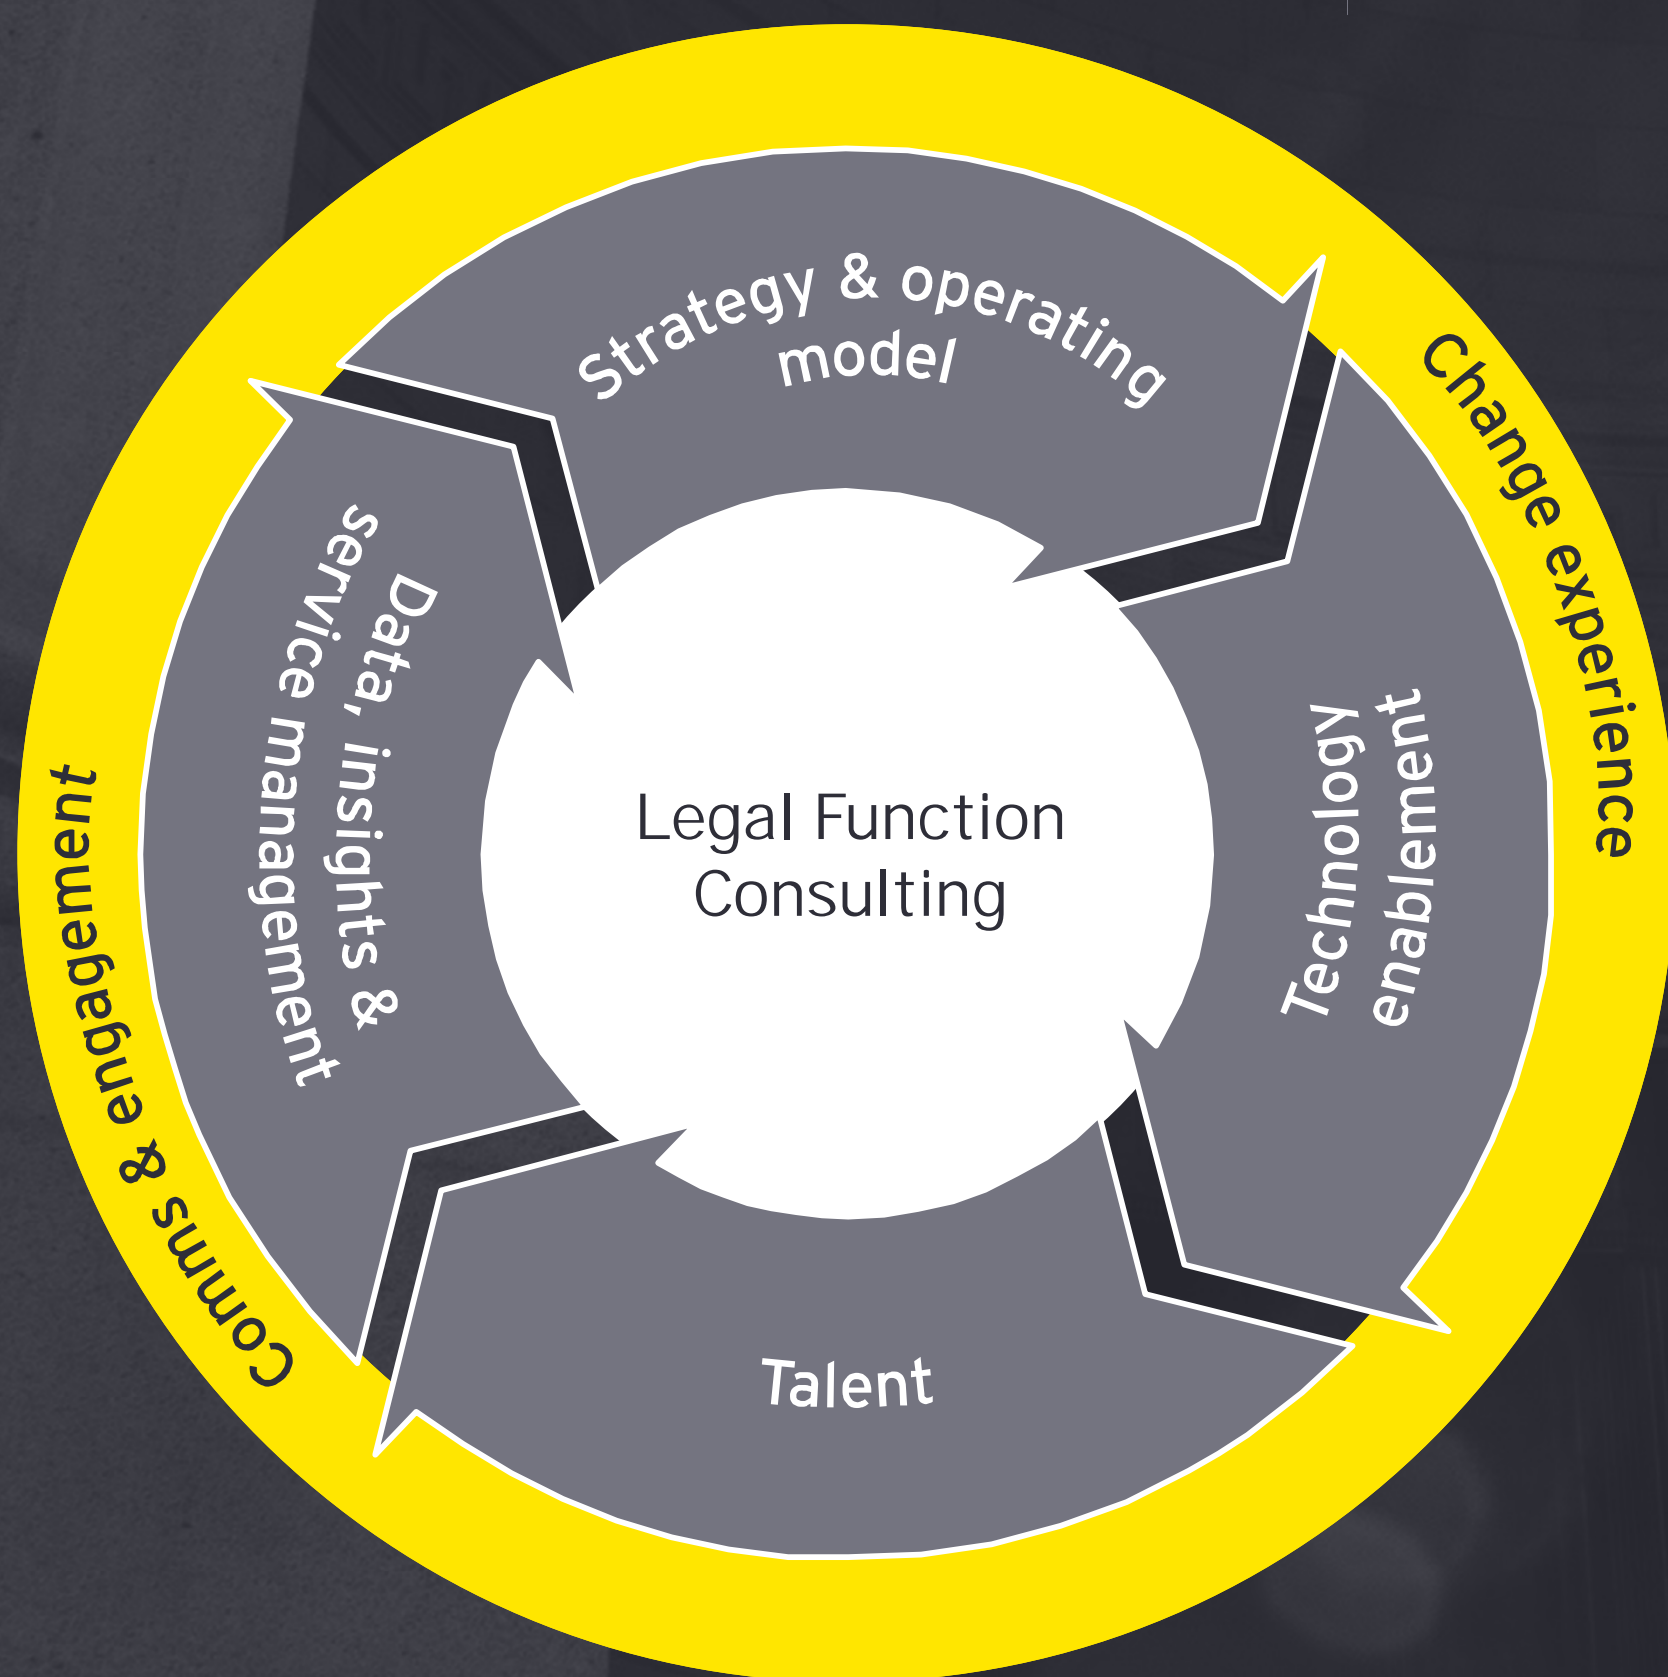 Strategy & operating
model
Change experience
Technology
enablement
Talent
Data, insights &
service management
Comms & engagement
Legal Function
Consulting